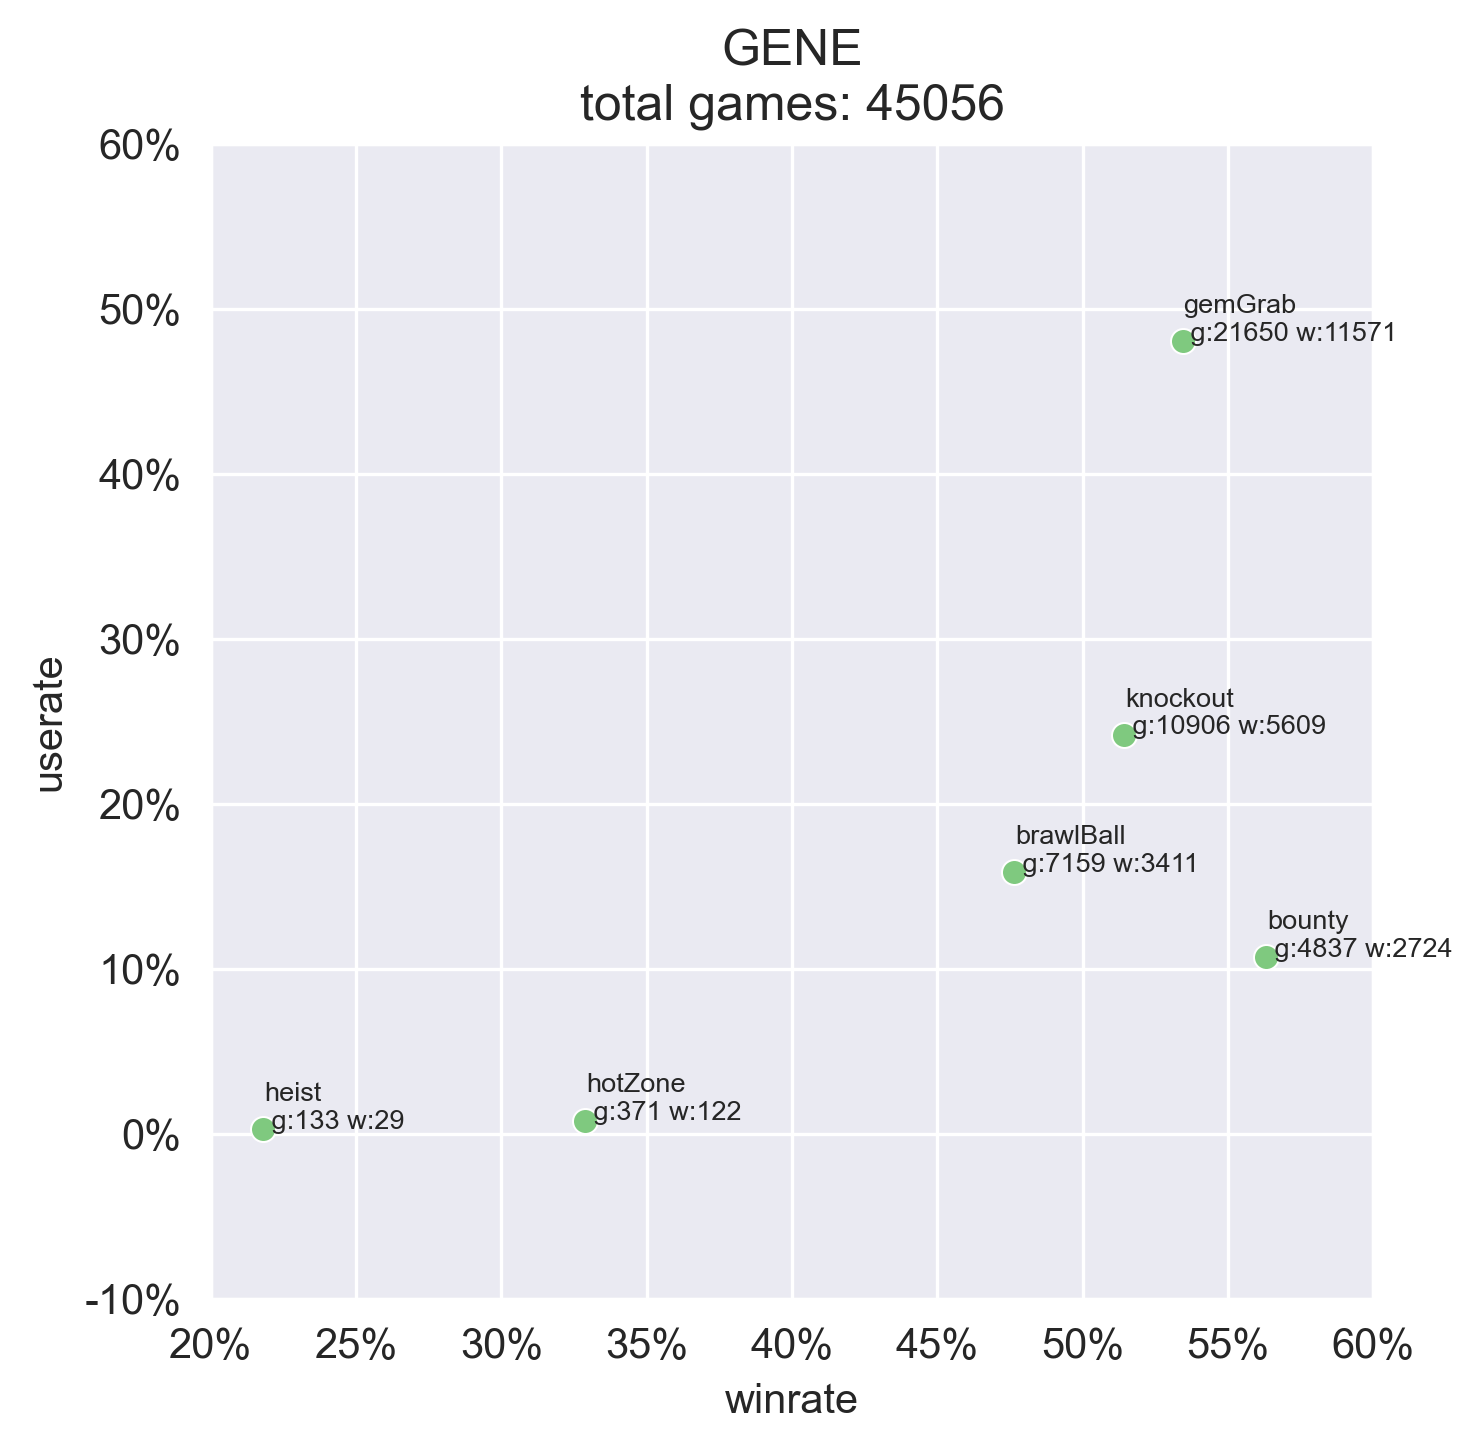 GENE
total games: 45056
60%
50%
40%
30%
20%
10%
0%
-10%
userate
gemGrab
g:21650 w:11571
knockout
g:10906 w:5609
brawlBall
g:7159 w:3411
bounty
g:4837 w:2724
heist
g:133 w:29
hotZone
g:371 w:122
20% 25% 30% 35% 40% 45% 50% 55% 60%
winrate